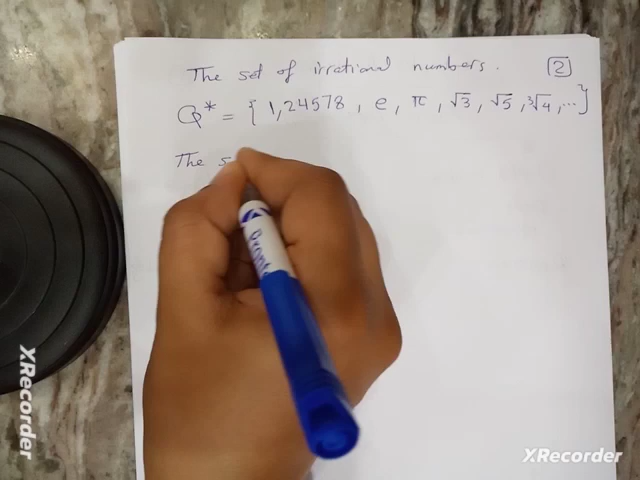 The set of irrational numbers. 2
Q* = { 1,24578, e, π, √3, √5, ∛4, ... }
The s
XRecorder
XRecorder